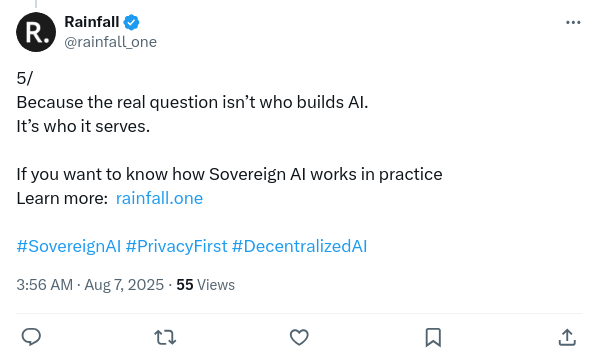 R.
Rainfall
@rainfall_one
5/
Because the real question isn’t who builds AI.
It’s who it serves.
If you want to know how Sovereign AI works in practice
Learn more: rainfall.one
#SovereignAI #PrivacyFirst #DecentralizedAI
3:56 AM · Aug 7, 2025 · 55 Views